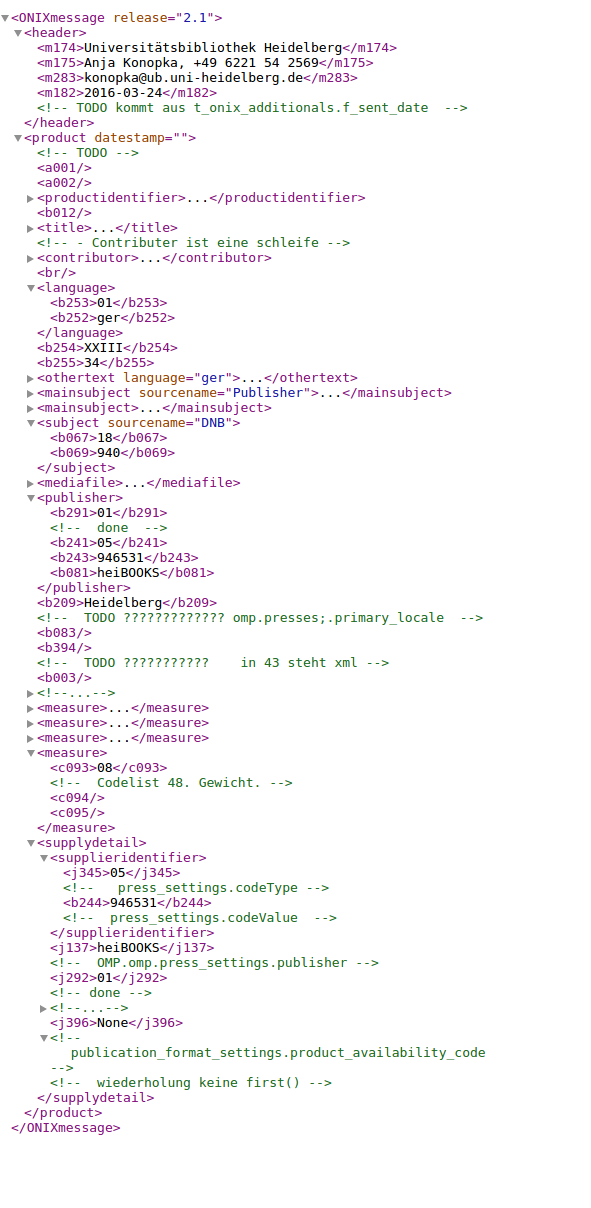 <ONIXmessage release="2.1">
<header>
<m174>Universitätsbibliothek Heidelberg</m174>
<m175>Anja Konopka, +49 6221 54 2569</m175>
<m283>konopka@ub.uni-heidelberg.de</m283>
<m182>2016-03-24</m182>
<!-- TODO kommt aus t_onix_additionals.f_sent_date  -->
</header>
<product datestamp="">
<!-- TODO -->
<a001/>
<a002/>
<productidentifier>...</productidentifier>
<b012/>
<title>...</title>
<!-- - Contributer ist eine schleife -->
<contributor>...</contributor>
<br/>
<language>
<b253>01</b253>
<b252>ger</b252>
</language>
<b254>XXIII</b254>
<b255>34</b255>
<othertext language="ger">...</othertext>
<mainsubject sourcename="Publisher">...</mainsubject>
<mainsubject>...</mainsubject>
<subject sourcename="DNB">
<b067>18</b067>
<b069>940</b069>
</subject>
<mediafile>...</mediafile>
<publisher>
<b291>01</b291>
<!--  done  -->
<b241>05</b241>
<b243>946531</b243>
<b081>heiBOOKS</b081>
</publisher>
<b209>Heidelberg</b209>
<!--  TODO ????????????? omp.presses;.primary_locale  -->
<b083/>
<b394/>
<!--  TODO ???????????    in 43 steht xml -->
<b003/>
<!--...-->
<measure>...</measure>
<measure>...</measure>
<measure>...</measure>
<measure>
<c093>08</c093>
<!--  Codelist 48. Gewicht. -->
<c094/>
<c095/>
</measure>
<supplydetail>
<supplieridentifier>
<j345>05</j345>
<!--   press_settings.codeType -->
<b244>946531</b244>
<!--  press_settings.codeValue  -->
</supplieridentifier>
<j137>heiBOOKS</j137>
<!--  OMP.omp.press_settings.publisher -->
<j292>01</j292>
<!-- done -->
<!--...-->
<j396>None</j396>
<!--
publication_format_settings.product_availability_code
-->
<!--  wiederholung keine first() -->
</supplydetail>
</product>
</ONIXmessage>